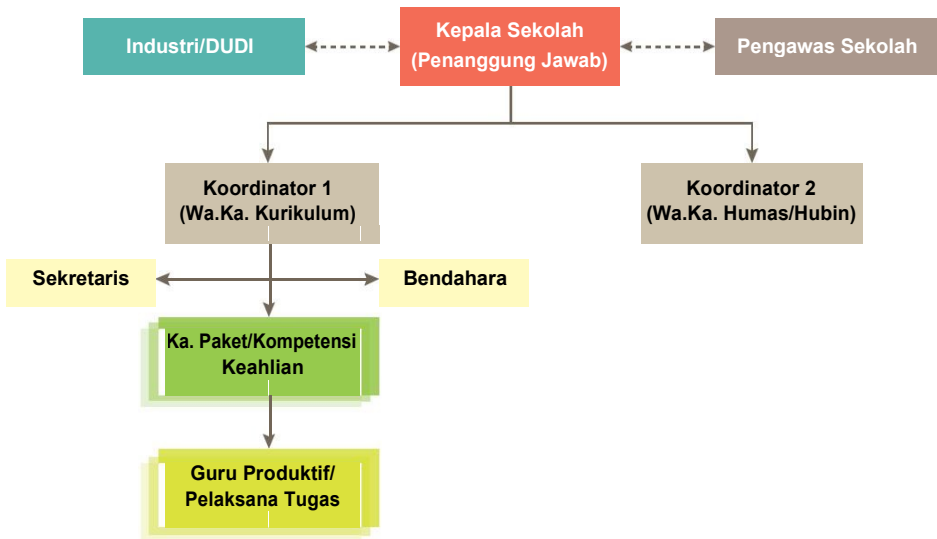 Industri/DUDI
Kepala Sekolah
(Penanggung Jawab)
Pengawas Sekolah
Koordinator 1
(Wa.Ka. Kurikulum)
Koordinator 2
(Wa.Ka. Humas/Hubin)
Sekretaris
Bendahara
Ka. Paket/Kompetensi
Keahlian
Guru Produktif/
Pelaksana Tugas